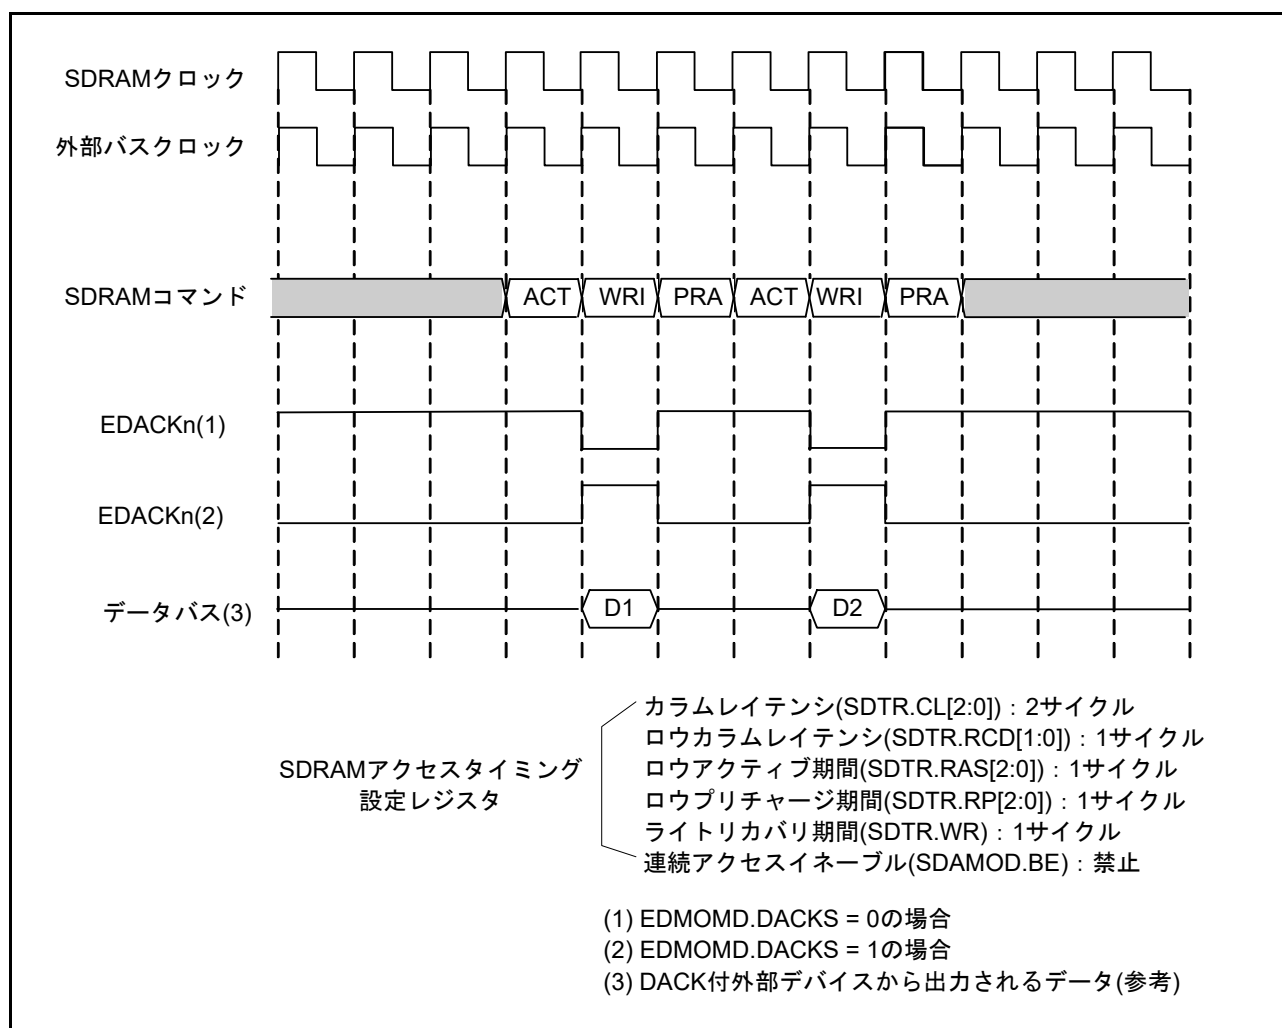 SDRAMクロック
外部バスクロック
SDRAMコマンド
ACT WRI PRA ACT WRI PRA
EDACKn(1)
EDACKn(2)
データバス(3)
D1 D2
SDRAMアクセスタイミング
設定レジスタ
カラムレイテンシ(SDTR.CL[2:0])：2サイクル
ロウカラムレイテンシ(SDTR.RCD[1:0])：1サイクル
ロウアクティブ期間(SDTR.RAS[2:0])：1サイクル
ロウプリチャージ期間(SDTR.RP[2:0])：1サイクル
ライトリカバリ期間(SDTR.WR)：1サイクル
連続アクセスイネーブル(SDAMOD.BE)：禁止
(1) EDMOMD.DACKS = 0の場合
(2) EDMOMD.DACKS = 1の場合
(3) DACK付外部デバイスから出力されるデータ(参考)